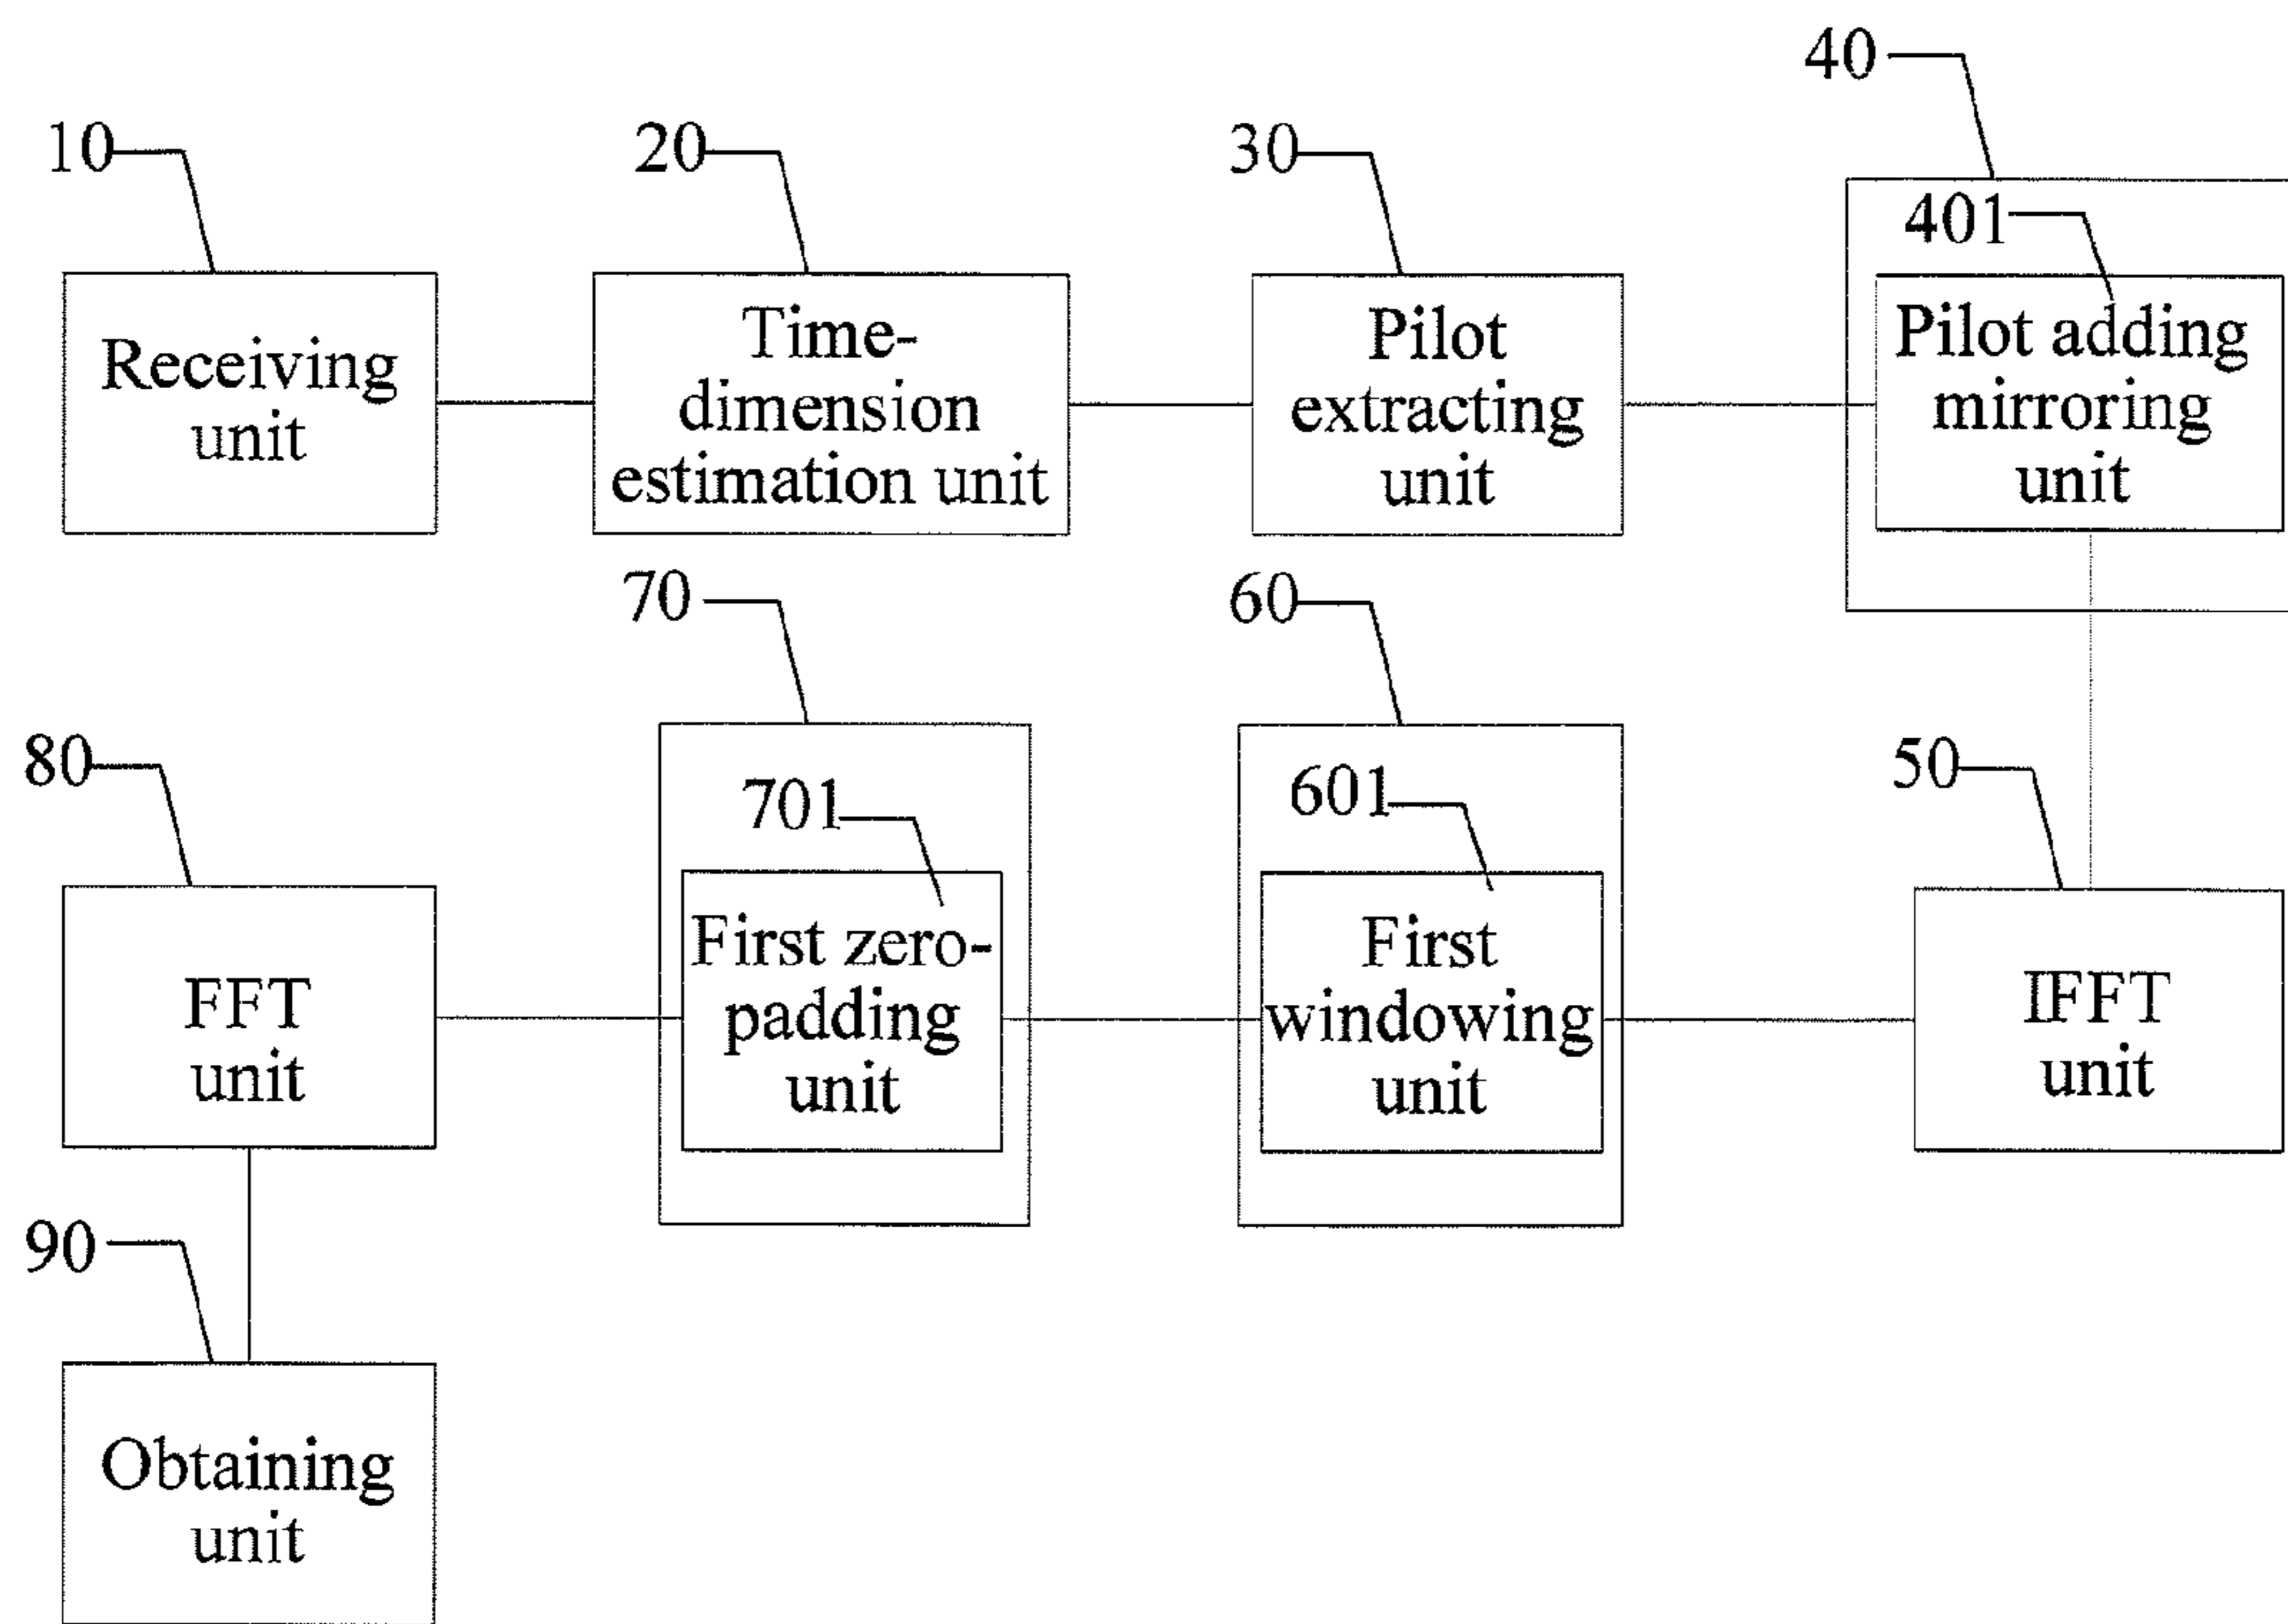 40
10
20
30
401
Receiving
unit
Time-
dimension
estimation unit
Pilot
extracting
unit
Pilot adding
mirroring
unit
70
60
80
701
601
50
FFT
unit
First zero-
padding
unit
First
windowing
unit
IFFT
unit
90
Obtaining
unit